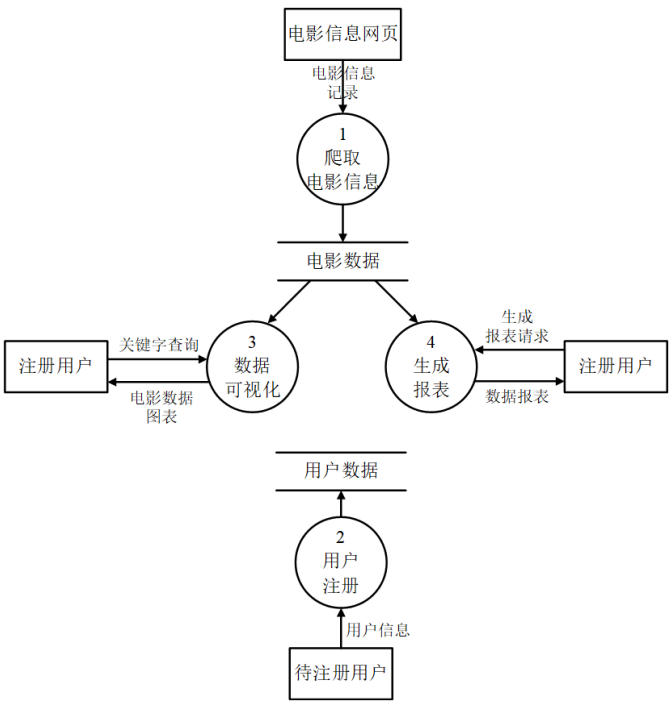 电影信息网页
电影信息
记录
1
爬取
电影信息
电影数据
3
数据
可视化
4
生成
报表
注册用户
关键字查询
电影数据
图表
生成
报表请求
数据报表
注册用户
用户数据
2
用户
注册
用户信息
待注册用户